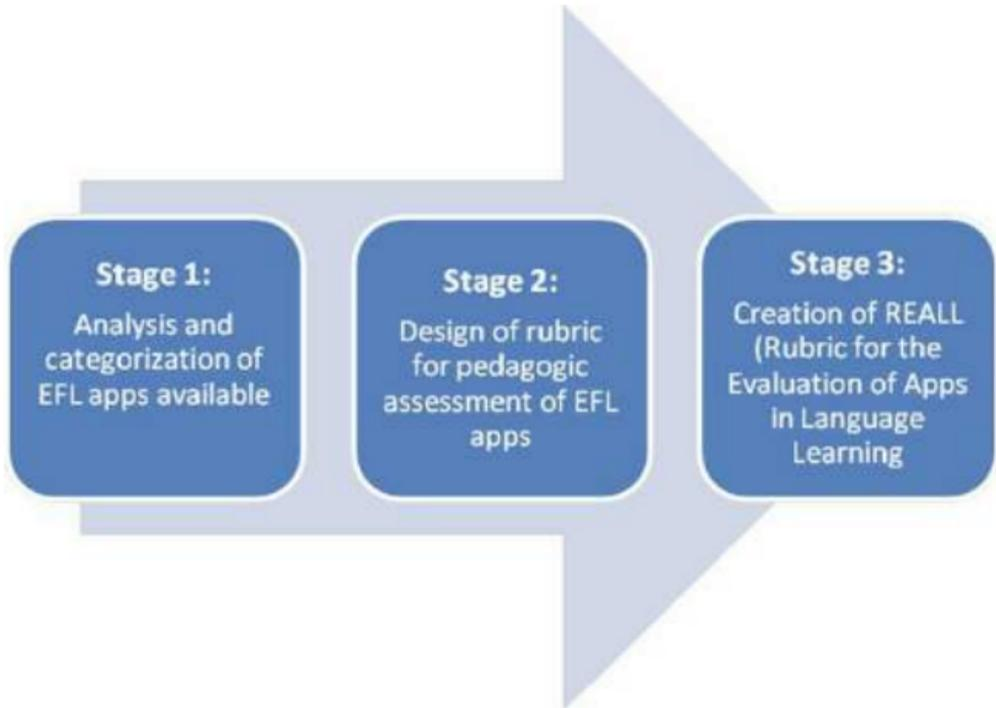 Stage 1:
Analysis and
categorization of
EFL apps available
Stage 2:
Design of rubric
for pedagogic
assessment of EFL
apps
Stage 3:
Creation of REALL
(Rubric for the
Evaluation of Apps
in Language
Learning